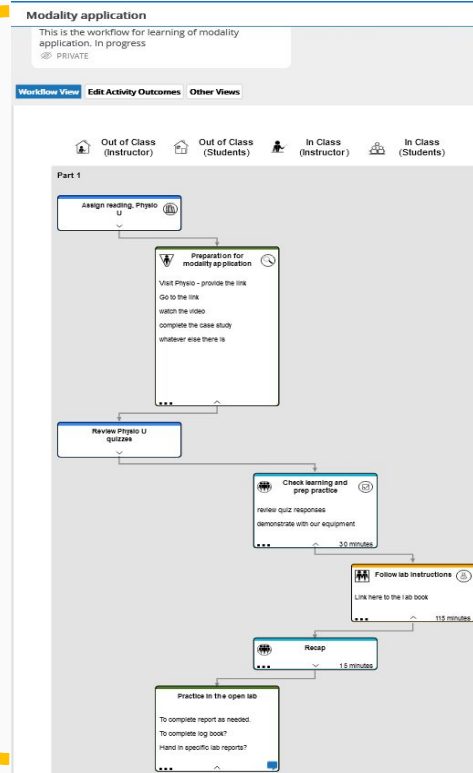 Modality application
This is the workflow for learning of modality
application. In progress
PRIVATE
Workflow View
Edit Activity Outcomes
Other Views
Out of Class
(Instructor)
Out of Class
(Students)
In Class
(Instructor)
In Class
(Students)
Part 1
Assign reading, Physio
U
Preparation for
modality application
Visit Physio - provide the link
Go to the link
watch the video
complete the case study
whatever else there is
Review Physio U
quizzes
Check learning and
prep practice
review quiz responses
demonstrate with our equipment
30 minutes
Follow lab instructions
Link here to the lab book
115 minutes
Recap
15 minutes
Practice in the open lab
To complete report as needed.
To complete log book?
Hand in specific lab reports?